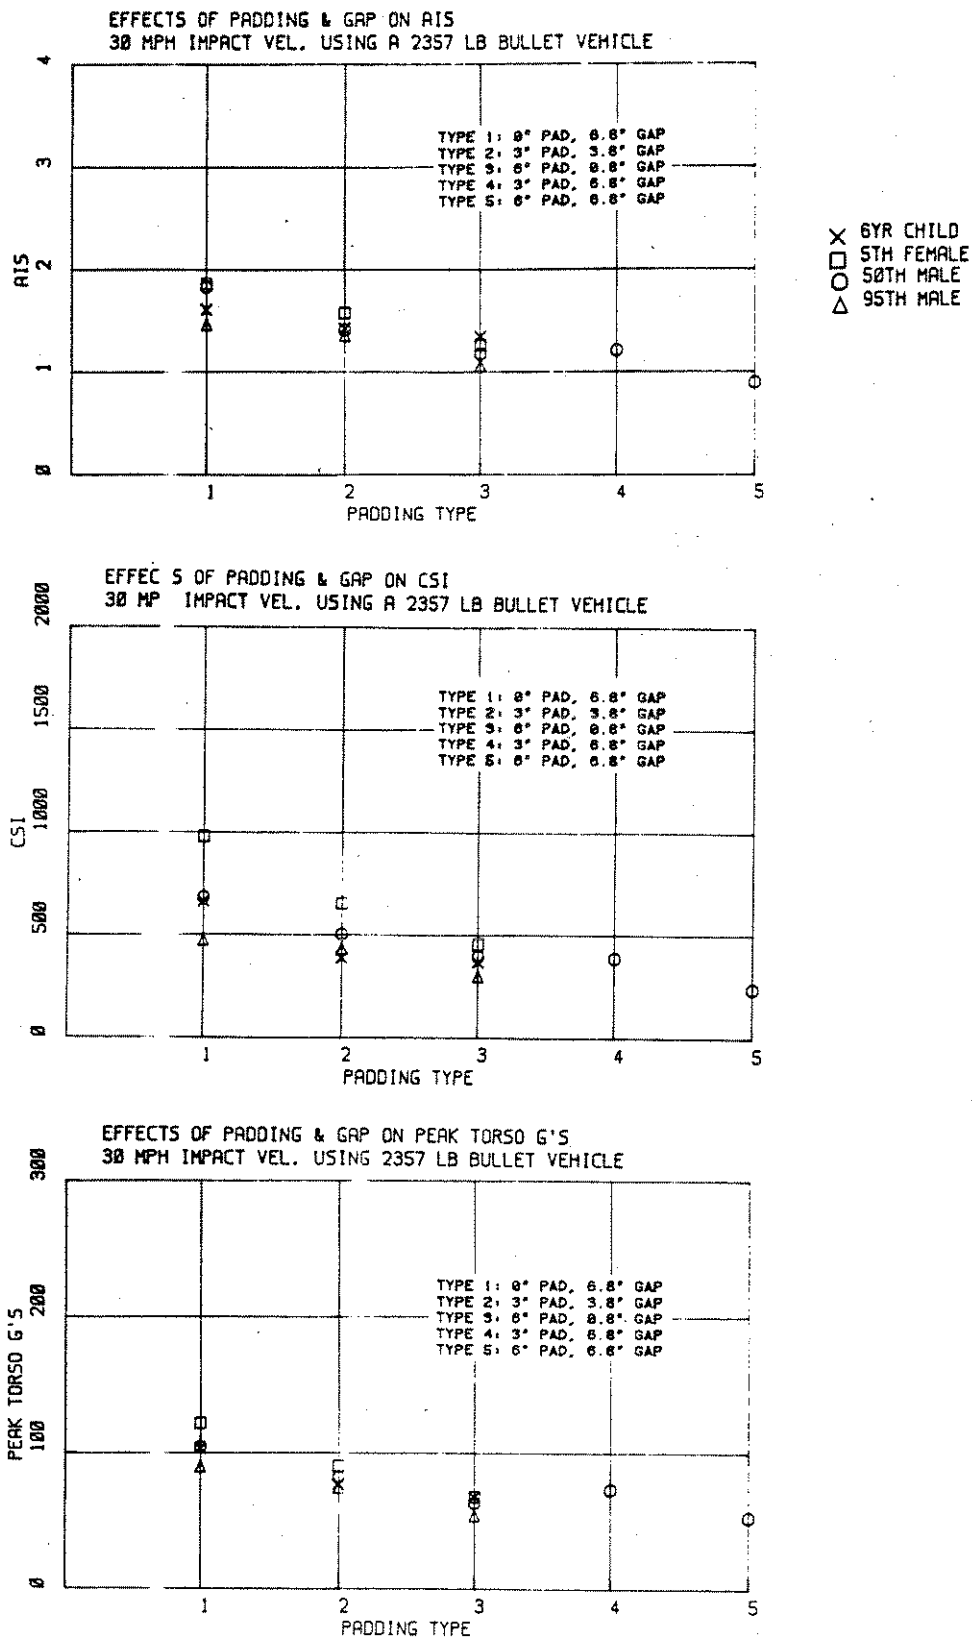 EFFECTS OF PADDING & GAP ON AIS
30 MPH IMPACT VEL. USING A 2357 LB BULLET VEHICLE
4
3
2
1
0
AIS
TYPE 1: 0" PAD, 6.8" GAP
TYPE 2: 3" PAD, 3.8" GAP
TYPE 3: 6" PAD, 0.8" GAP
TYPE 4: 3" PAD, 6.8" GAP
TYPE 5: 6" PAD, 6.8" GAP
6YR CHILD
5TH FEMALE
50TH MALE
95TH MALE
1 2 3 4 5
PADDING TYPE
EFFEC S OF PADDING & GAP ON CSI
30 MP IMPACT VEL. USING A 2357 LB BULLET VEHICLE
2000
1500
1000
500
0
CSI
TYPE 1: 0" PAD, 6.8" GAP
TYPE 2: 3" PAD, 3.8" GAP
TYPE 3: 6" PAD, 0.8" GAP
TYPE 4: 3" PAD, 6.8" GAP
TYPE 5: 6" PAD, 6.8" GAP
1 2 3 4 5
PADDING TYPE
EFFECTS OF PADDING & GAP ON PEAK TORSO G'S
30 MPH IMPACT VEL. USING 2357 LB BULLET VEHICLE
300
200
100
0
PEAK TORSO G'S
TYPE 1: 0" PAD, 6.8" GAP
TYPE 2: 3" PAD, 3.8" GAP
TYPE 3: 6" PAD, 0.8" GAP
TYPE 4: 3" PAD, 6.8" GAP
TYPE 5: 6" PAD, 6.8" GAP
1 2 3 4 5
PADDING TYPE